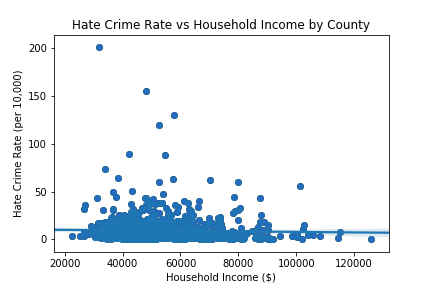 Hate Crime Rate vs Household Income by County
Hate Crime Rate (per 10,000)
200
150
100
50
0
20000 40000 60000 80000 100000 120000
Household Income ($)